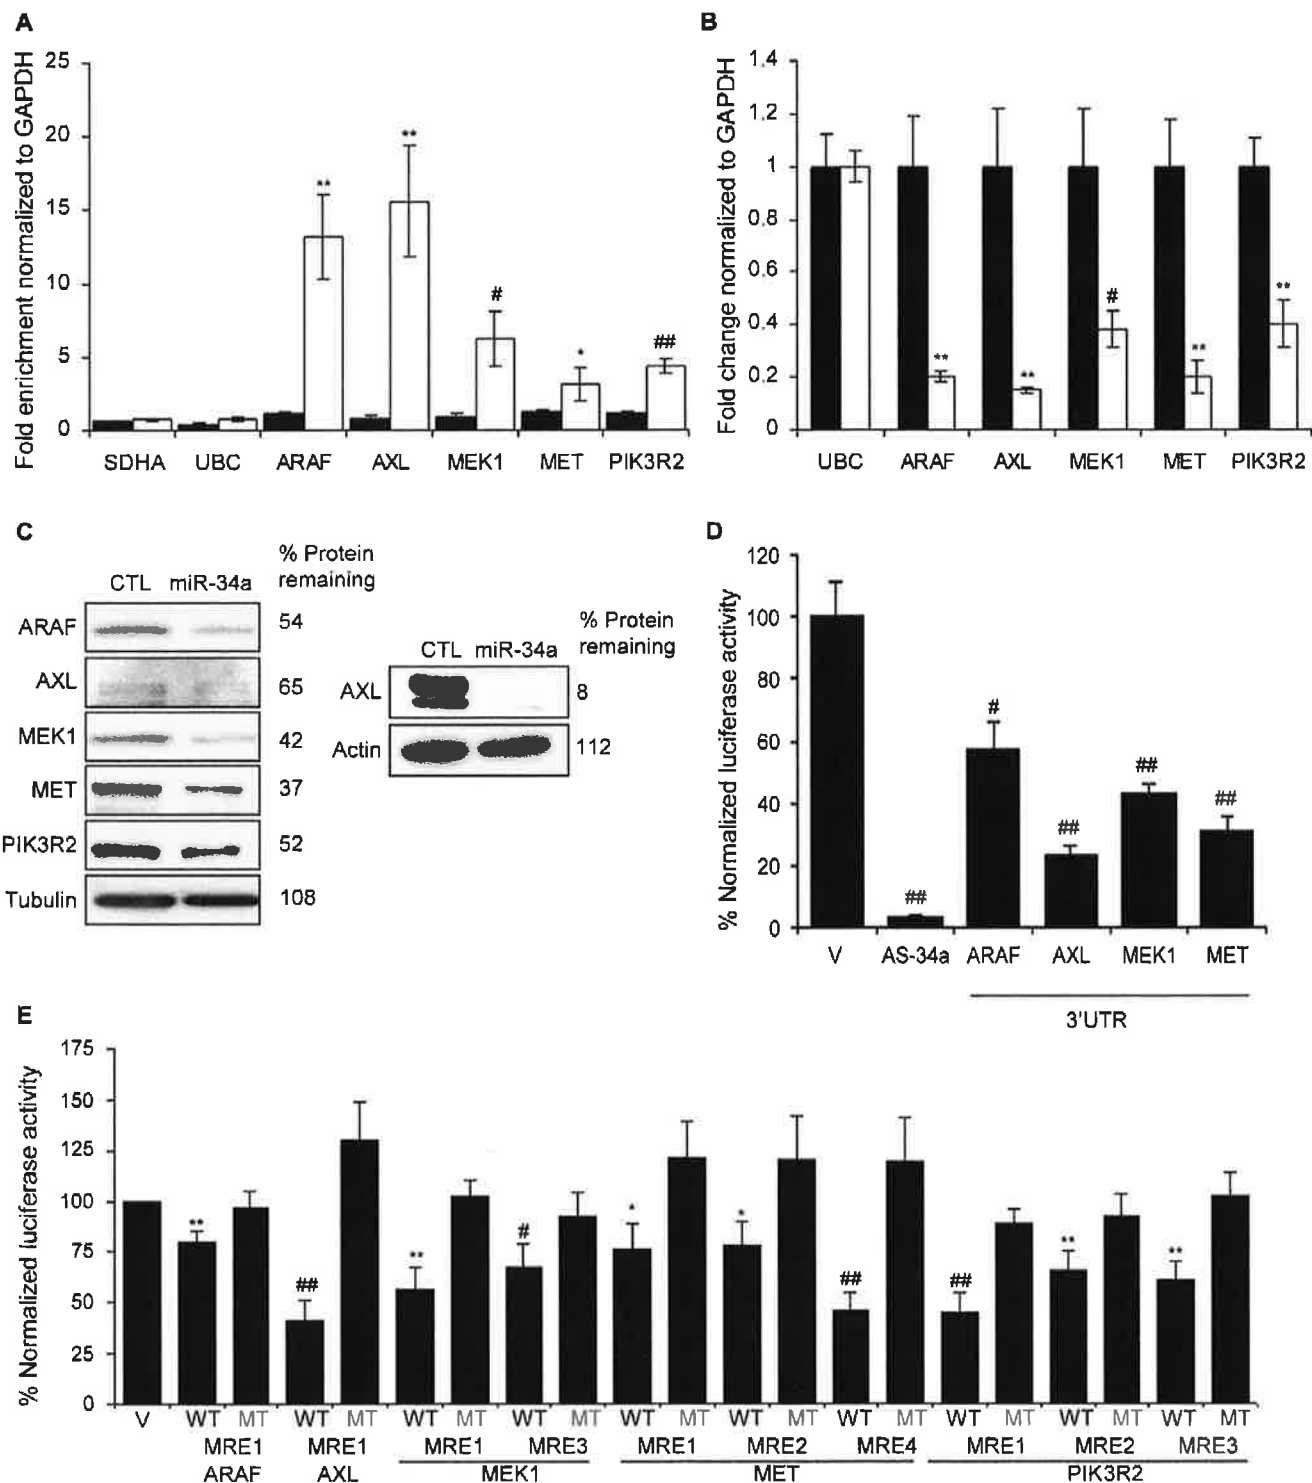 A
Fold enrichment normalized to GAPDH
25
20
15
10
5
0
** ** # * ##
SDHA UBC ARAF AXL MEK1 MET PIK3R2
B
Fold change normalized to GAPDH
1,4
1,2
1
0,8
0,6
0,4
0,2
0
** ** # ** **
UBC ARAF AXL MEK1 MET PIK3R2
C
CTL miR-34a % Protein remaining
ARAF 54
AXL 65
MEK1 42
MET 37
PIK3R2 52
Tubulin 108
CTL miR-34a % Protein remaining
AXL 8
Actin 112
D
% Normalized luciferase activity
120
100
80
60
40
20
0
## # ## ## ##
V AS-34a ARAF AXL MEK1 MET
3'UTR
E
% Normalized luciferase activity
175
150
125
100
75
50
25
0
** ## ** # * * ## ## ** **
V WT MT WT MT WT MT WT MT WT MT WT MT WT MT WT MT WT MT WT MT
MRE1 MRE1 MRE1 MRE3 MRE1 MRE2 MRE4 MRE1 MRE2 MRE3
ARAF AXL MEK1 MET PIK3R2